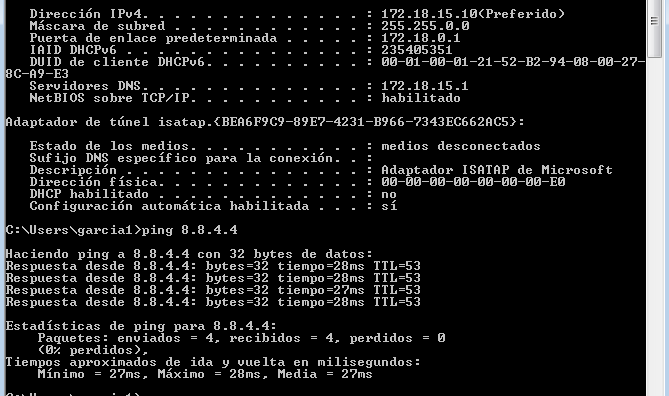 Dirección IPv4. . . . . . . . . . . . . . : 172.18.15.10(Preferido)
Máscara de subred . . . . . . . . . . . . : 255.255.0.0
Puerta de enlace predeterminada . . . . . : 172.18.0.1
IAID DHCPv6 . . . . . . . . . . . . . . . : 235405351
DUID de cliente DHCPv6. . . . . . . . . . : 00-01-00-01-21-52-B2-94-08-00-27-
8C-A9-E3
Servidores DNS. . . . . . . . . . . . . . : 172.18.15.1
NetBIOS sobre TCP/IP. . . . . . . . . . . : habilitado
Adaptador de túnel isatap.{BEA6F9C9-89E7-4231-B966-7343EC662AC5}:
Estado de los medios. . . . . . . . . . . : medios desconectados
Sufijo DNS específico para la conexión. . :
Descripción . . . . . . . . . . . . . . . : Adaptador ISATAP de Microsoft
Dirección física. . . . . . . . . . . . . : 00-00-00-00-00-00-00-E0
DHCP habilitado . . . . . . . . . . . . . : no
Configuración automática habilitada . . . : sí
C:\Users\garcia1>ping 8.8.4.4
Haciendo ping a 8.8.4.4 con 32 bytes de datos:
Respuesta desde 8.8.4.4: bytes=32 tiempo=28ms TTL=53
Respuesta desde 8.8.4.4: bytes=32 tiempo=28ms TTL=53
Respuesta desde 8.8.4.4: bytes=32 tiempo=27ms TTL=53
Respuesta desde 8.8.4.4: bytes=32 tiempo=28ms TTL=53
Estadísticas de ping para 8.8.4.4:
Paquetes: enviados = 4, recibidos = 4, perdidos = 0
(0% perdidos),
Tiempos aproximados de ida y vuelta en milisegundos:
Mínimo = 27ms, Máximo = 28ms, Media = 27ms